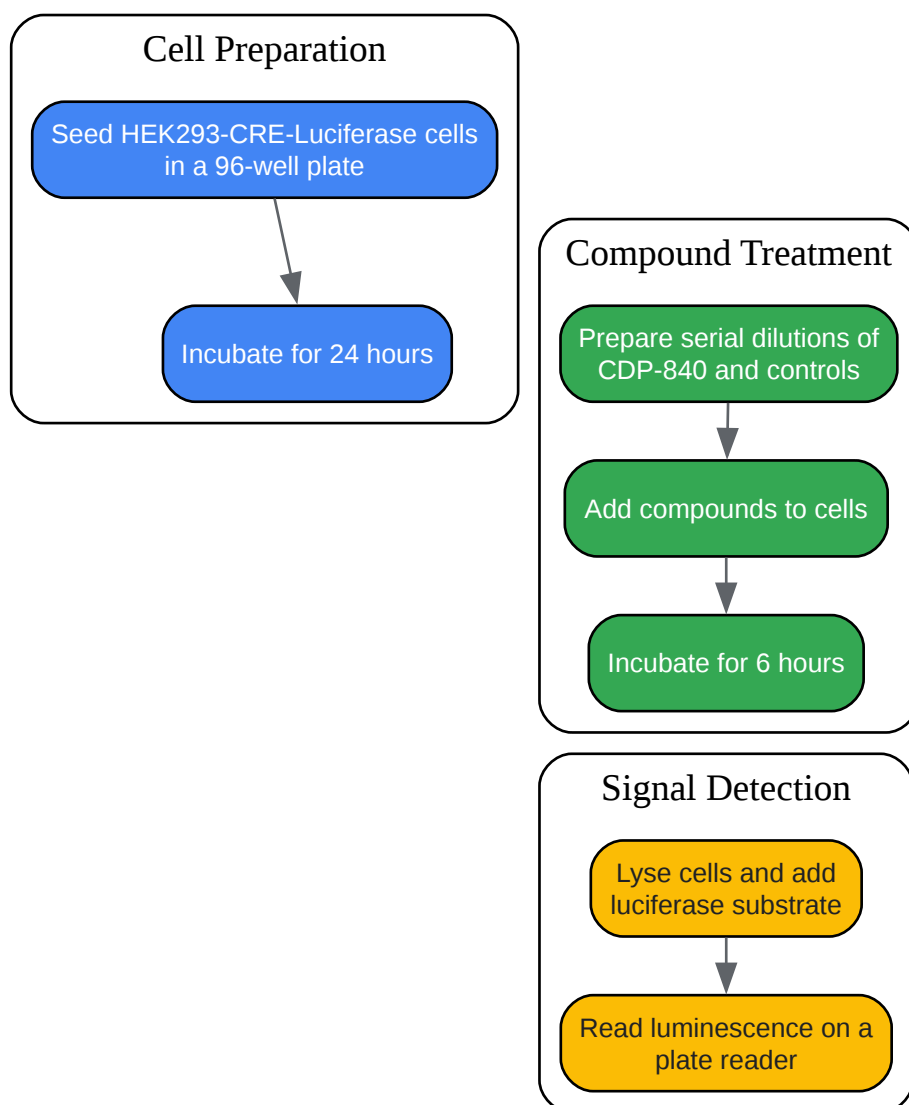 Cell Preparation
Seed HEK293-CRE-Luciferase cells
in a 96-well plate
Incubate for 24 hours
Compound Treatment
Prepare serial dilutions of
CDP-840 and controls
Add compounds to cells
Incubate for 6 hours
Signal Detection
Lyse cells and add
luciferase substrate
Read luminescence on a
plate reader